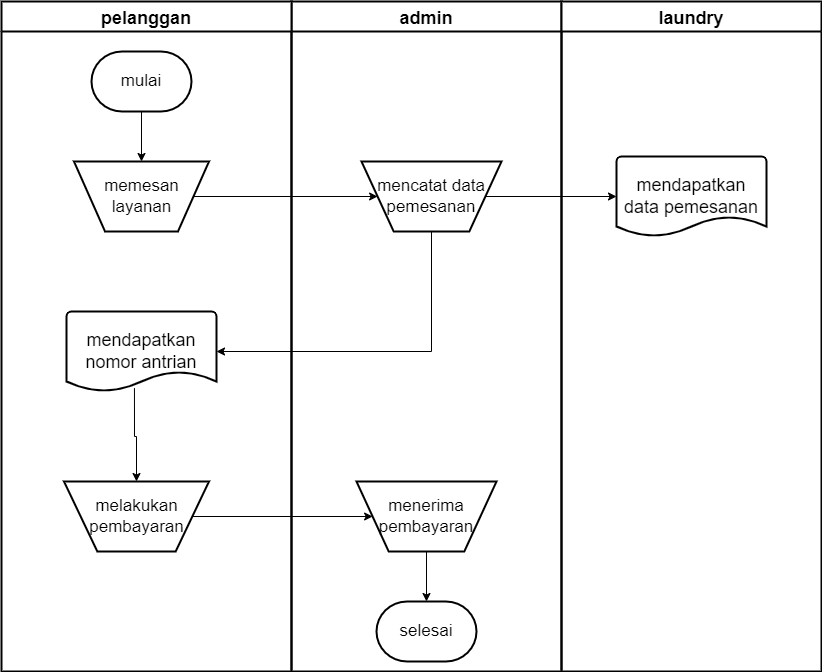 pelanggan
admin
laundry
mulai
memesan
layanan
mencatat data
pemesanan
mendapatkan
data pemesanan
mendapatkan
nomor antrian
melakukan
pembayaran
menerima
pembayaran
selesai